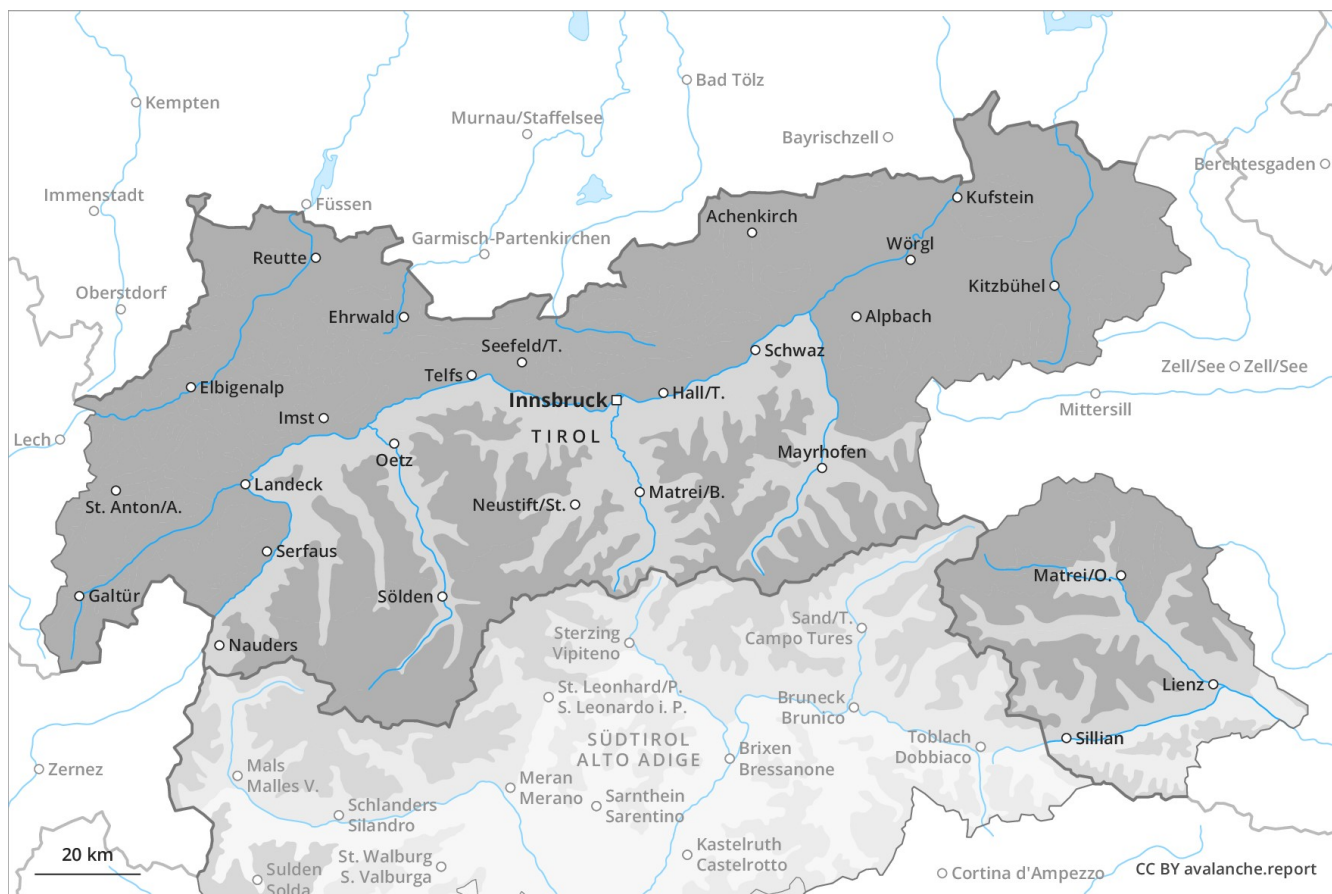 Bad Tölz
Kempten
Murnau/Staffelsee
Bayrischzell
Berchtesgaden
Immenstadt
Füssen
Kufstein
Achenkirch
Garmisch-Partenkirchen
Wörgl
Reutte
Oberstdorf
Kitzbühel
Ehrwald
Alpbach
Seefeld/T.
Schwaz
Telfs
Zell/See
Zell/See
Elbigenalp
Hall/T.
Innsbruck
Mittersill
Imst
Lech
TIROL
Oetz
Mayrhofen
Landeck
Matrei/B.
St. Anton/A.
Neustift/St.
Serfaus
Matrei/O.
Galtür
Sölden
Sand/T.
Campo Tures
Sterzing
Vipiteno
Nauders
Lienz
St. Leonhard/P.
S. Leonardo i. P.
Bruneck
Brunico
SÜDTIROL
ALTO ADIGE
Sillian
Toblach
Dobbiaco
Brixen
Bressanone
Zernez
Mals
Malles V.
Meran
Merano
Sarnthein
Sarentino
Schlanders
Silandro
Kastelruth
Castelrotto
20 km
St. Walburg
S. Valburga
Sulden
Solda
Cortina d'Ampezzo
CC BY avalanche.report